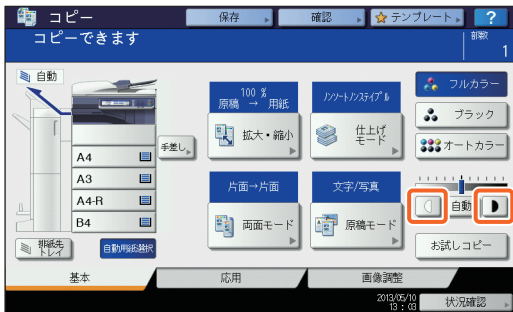 コピー
保存
確認
テンプレート
?
コピーできます
部数
1
自動
100 %
原稿 → 用紙
ノンソート/ノンステイプル
フルカラー
拡大・縮小
仕上げ
モード
ブラック
手差し
オートカラー
A4
A3
片面→片面
文字/写真
A4-R
自動
B4
両面モード
原稿モード
排紙先
トレイ
自動用紙選択
お試しコピー
基本
応用
画像調整
2013/05/10
13 : 03
状況確認